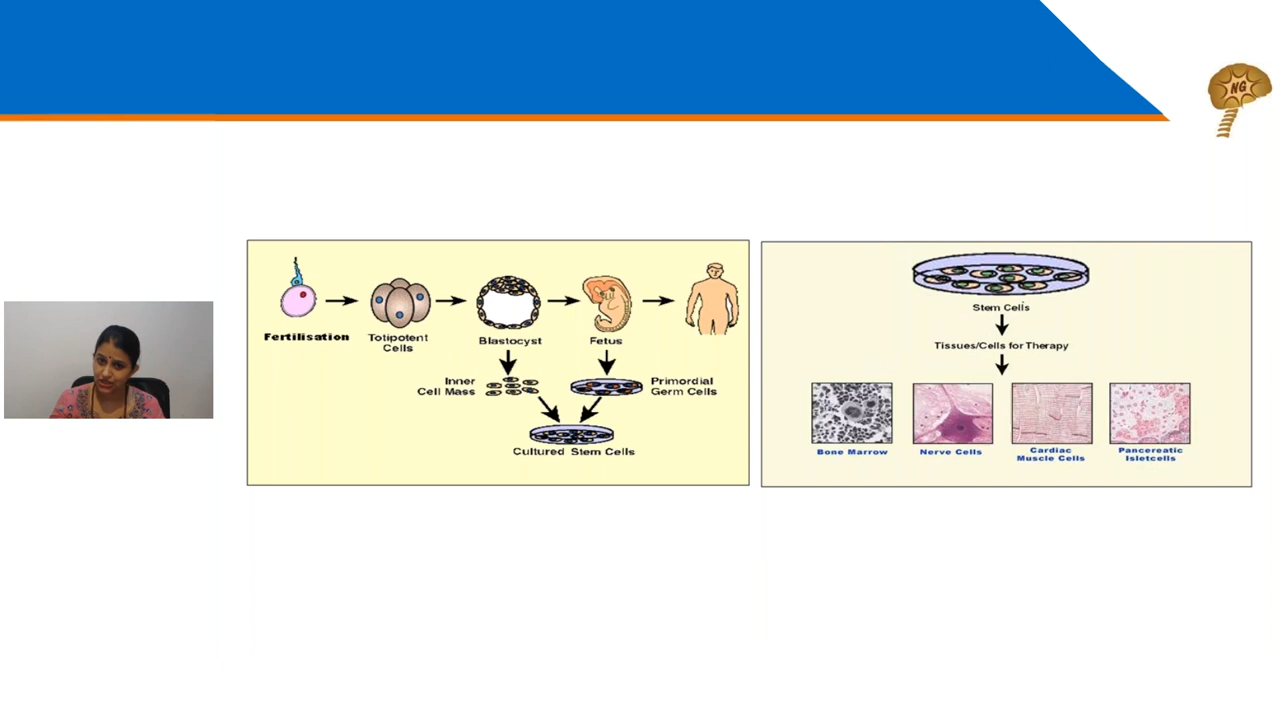 NG
Fertilisation
Totipotent
Cells
Blastocyst
Fetus
Inner
Cell Mass
Primordial
Germ Cells
Cultured Stem Cells
Stem Cells
Tissues/Cells for Therapy
Bone Marrow
Nerve Cells
Cardiac
Muscle Cells
Pancereatic
Isletcells